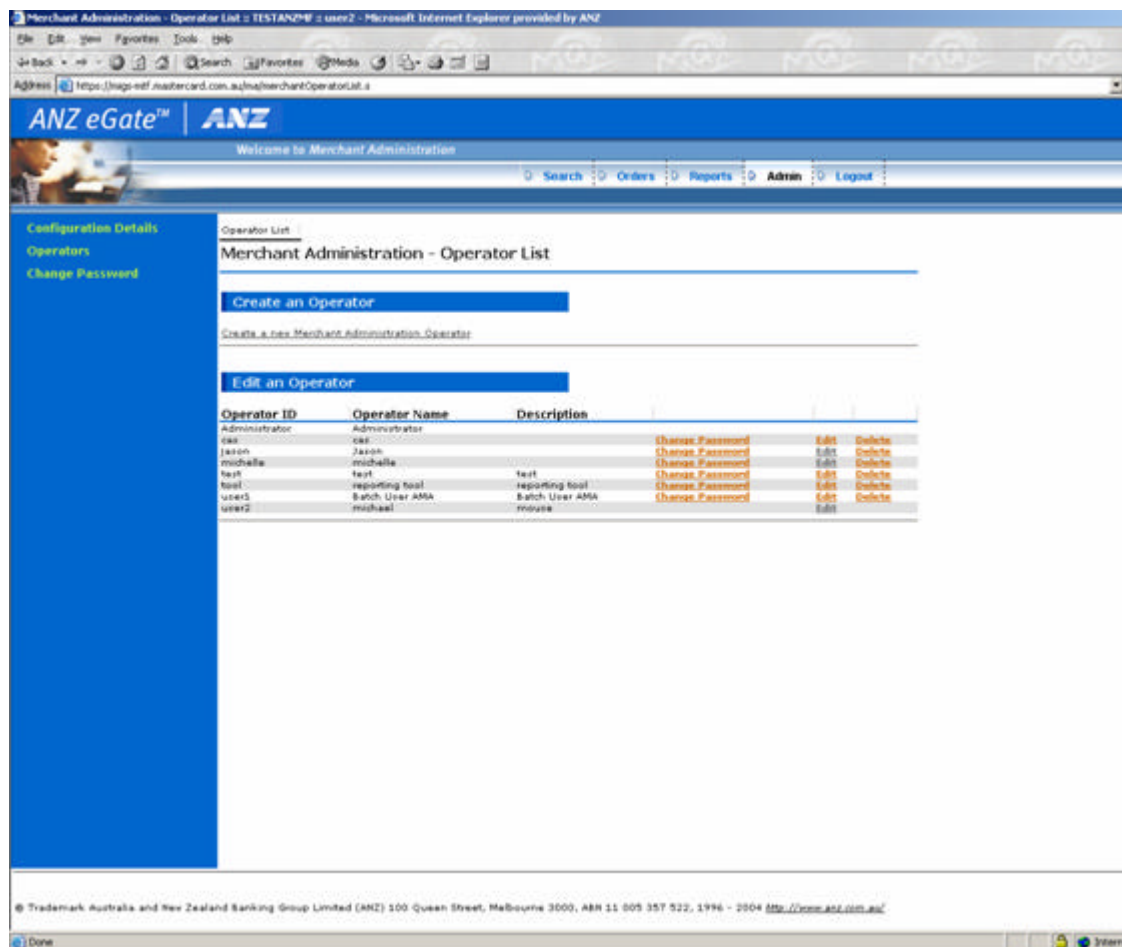 Merchant Administration - Operator List :: TESTANZMF :: user2 - Microsoft Internet Explorer provided by ANZ
File Edit View Favorites Tools Help
Back Search Favorites Media
Address https://migs-mtf.mastercard.com.au/ma/merchantOperatorList.s
ANZ eGate™ ANZ
Welcome to Merchant Administration
Search Orders Reports Admin Logout
Configuration Details
Operators
Change Password
Operator List
Merchant Administration - Operator List
Create an Operator
Create a new Merchant Administration Operator
Edit an Operator
Operator ID Operator Name Description
Administrator Administrator
cas cas Change Password Edit Delete
jason Jason Change Password Edit Delete
michelle michelle Change Password Edit Delete
test test test Change Password Edit Delete
tool reporting tool reporting tool Change Password Edit Delete
user1 Batch User AMA Batch User AMA Change Password Edit Delete
user2 michael mouse Edit
© Trademark Australia and New Zealand Banking Group Limited (ANZ) 100 Queen Street, Melbourne 3000, ABN 11 005 357 522, 1996 - 2004 http://www.anz.com.au/
Done